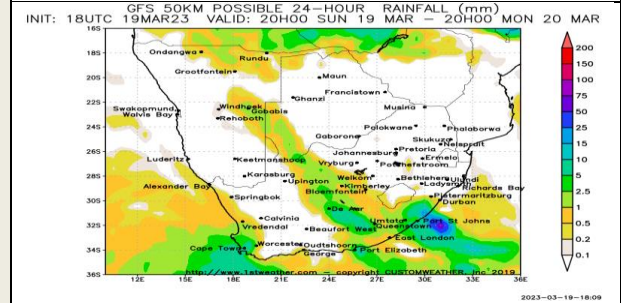 GFS 50KM POSSIBLE 24-HOUR RAINFALL (mm)
INIT: 18UTC 19MAR23 VALID: 20H00 SUN 19 MAR - 20H00 MON 20 MAR
16S
Ondangwa
18S
Rundu
Grootfontein
20S
Maun
Francistown
22S
Ghanzi
Musina
Windhoek
Gobabis
Swakopmund
Walvis Bay
Rehoboth
24S
Polokwane
Phalaborwa
Gaborone
Skukuza
Nelspruit
26S
Johannesburg
Pretoria
Luderitz
Keetmanshoop
Vryburg
Potchefstroom
Ermelo
28S
Karasburg
Upington
Welkom
Bethlehem
Ulundi
Alexander Bay
Kimberley
Ladysmith
Richards Bay
Bloemfontein
Springbok
Pietermaritzburg
30S
Durban
De Aar
Calvinia
Umtata
Port St Johns
32S
Vredendal
Beaufort West
Queenstown
East London
34S
Cape Town
Worcester
Oudtshoorn
George
Port Elizabeth
36S
http://www.1stweather.com - copyright CUSTOMWEATHER, Inc 2019
12E 15E 18E 21E 24E 27E 30E 33E 36E
200
150
100
75
50
25
15
10
5
2.5
1
0.5
0.2
0.1
2023-03-19-18:09